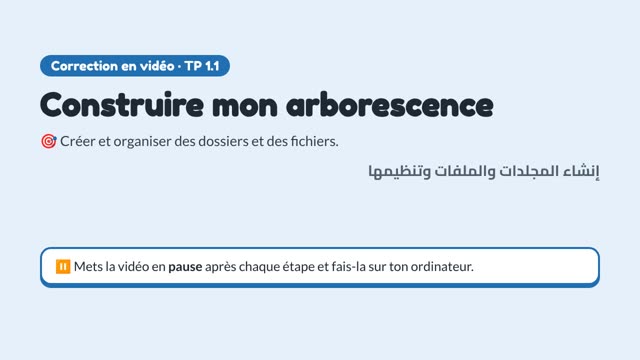 Correction en vidéo · TP 1.1
Construire mon arborescence
🎯 Créer et organiser des dossiers et des fichiers.
إنشاء المجلدات والملفات وتنظيمها
⏸️ Mets la vidéo en pause après chaque étape et fais-la sur ton ordinateur.